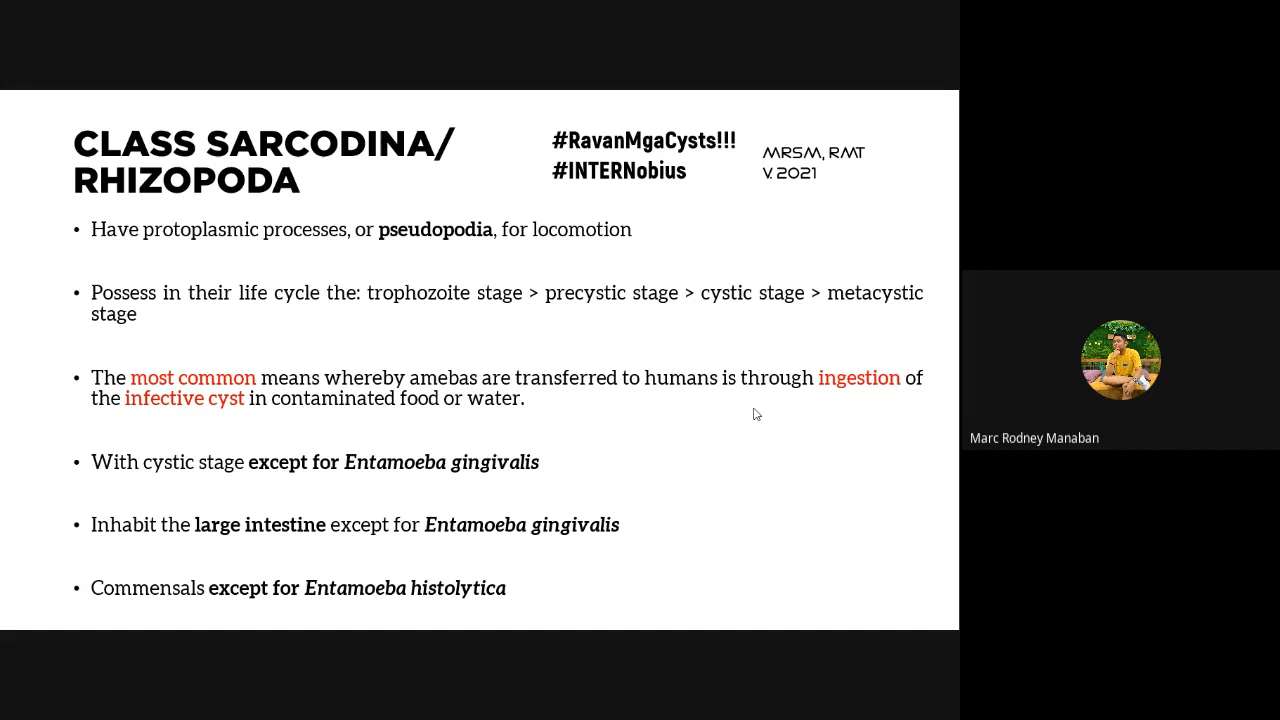 CLASS SARCODINA/
RHIZOPODA
#RavanMgaCysts!!!
#INTERNobius
MRSM, RMT
V. 2021
• Have protoplasmic processes, or pseudopodia, for locomotion
• Possess in their life cycle the: trophozoite stage > precystic stage > cystic stage > metacystic
stage
• The most common means whereby amebas are transferred to humans is through ingestion of
the infective cyst in contaminated food or water.
• With cystic stage except for Entamoeba gingivalis
• Inhabit the large intestine except for Entamoeba gingivalis
• Commensals except for Entamoeba histolytica
Marc Rodney Manaban